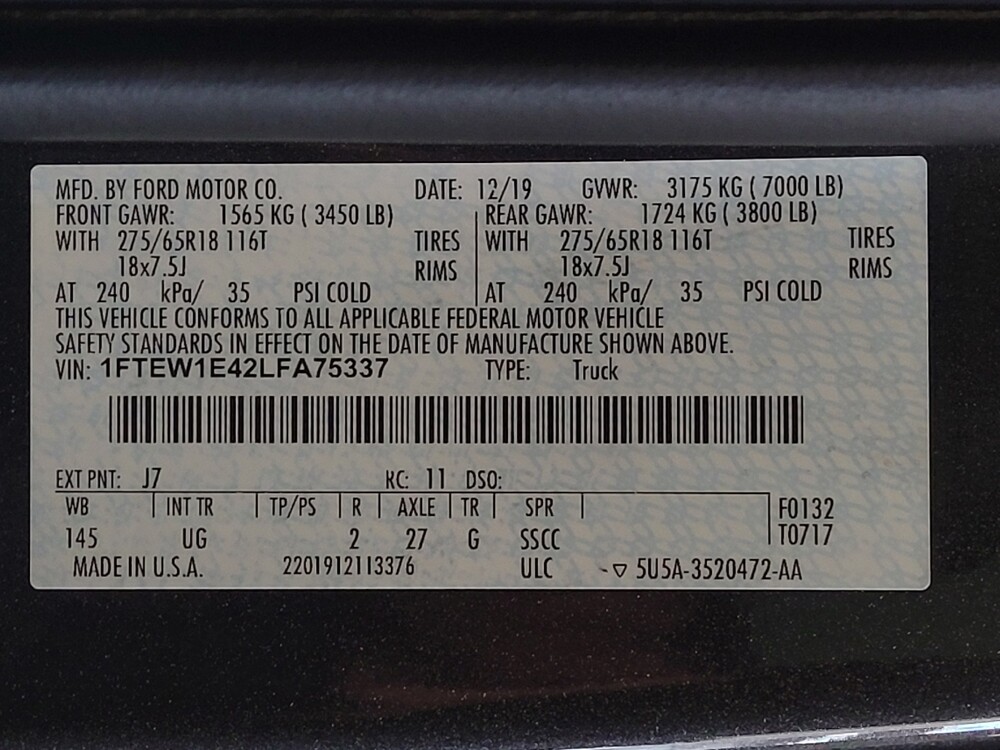 MFD. BY FORD MOTOR CO. DATE: 12/19 GVWR: 3175 KG ( 7000 LB)
FRONT GAWR: 1565 KG ( 3450 LB) REAR GAWR: 1724 KG ( 3800 LB)
WITH 275/65R18 116T TIRES WITH 275/65R18 116T TIRES
18x7.5J RIMS 18x7.5J RIMS
AT 240 kPa/ 35 PSI COLD AT 240 kPa/ 35 PSI COLD
THIS VEHICLE CONFORMS TO ALL APPLICABLE FEDERAL MOTOR VEHICLE
SAFETY STANDARDS IN EFFECT ON THE DATE OF MANUFACTURE SHOWN ABOVE.
VIN: 1FTEW1E42LFA75337 TYPE: Truck
EXT PNT: J7 RC: 11 DSO:
WB INT TR TP/PS R AXLE TR SPR F0132
145 UG 2 27 G SSCC T0717
MADE IN U.S.A. 2201912113376 ULC ▽ 5U5A-3520472-AA